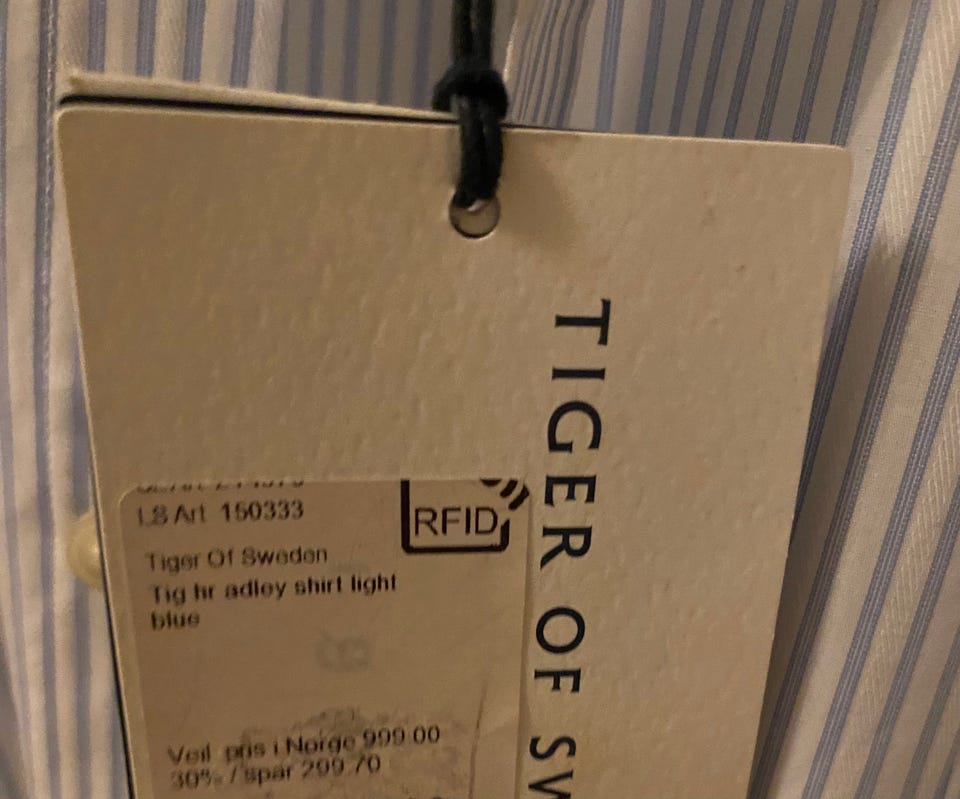 TIGER OF SW
RFID
LS Art 150333
Tiger Of Sweden
Tig hr adley shirt light
blue
Veil. pris i Norge 999.00
30% / spar 299.70